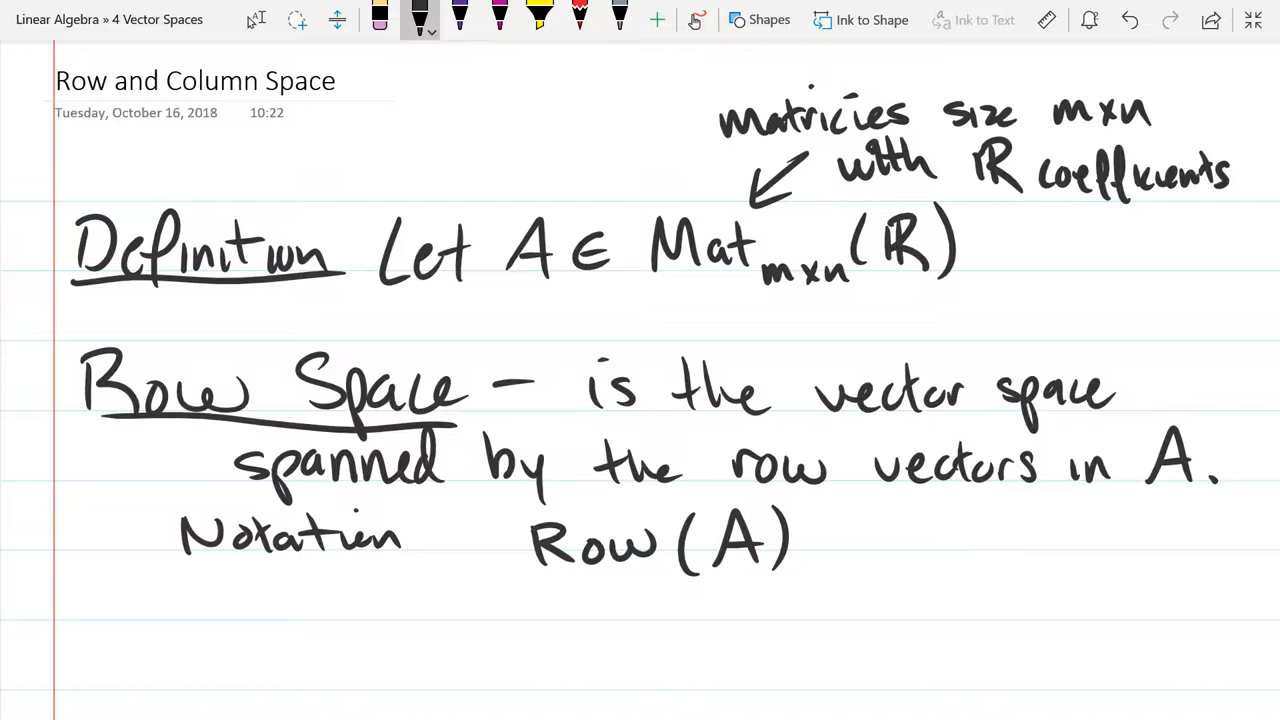 Linear Algebra » 4 Vector Spaces
Shapes Ink to Shape Ink to Text
Row and Column Space
Tuesday, October 16, 2018 10:22
matricies size m×n
with ℝ coefficients
Definition Let A ∈ Mat m×n (ℝ)
Row Space – is the vector space
spanned by the row vectors in A.
Notation Row (A)